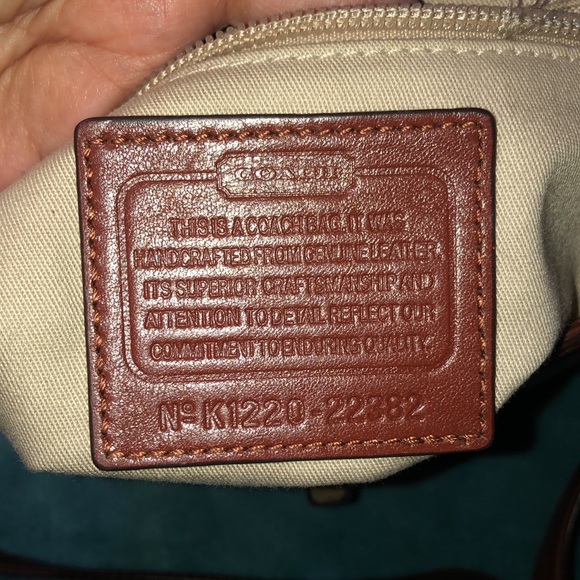 COACH
THIS IS A COACH BAG. IT WAS
HANDCRAFTED FROM GENUINE LEATHER.
ITS SUPERIOR CRAFTSMANSHIP AND
ATTENTION TO DETAIL REFLECT OUR
COMMITMENT TO ENDURING QUALITY.
Nº K1220-22382